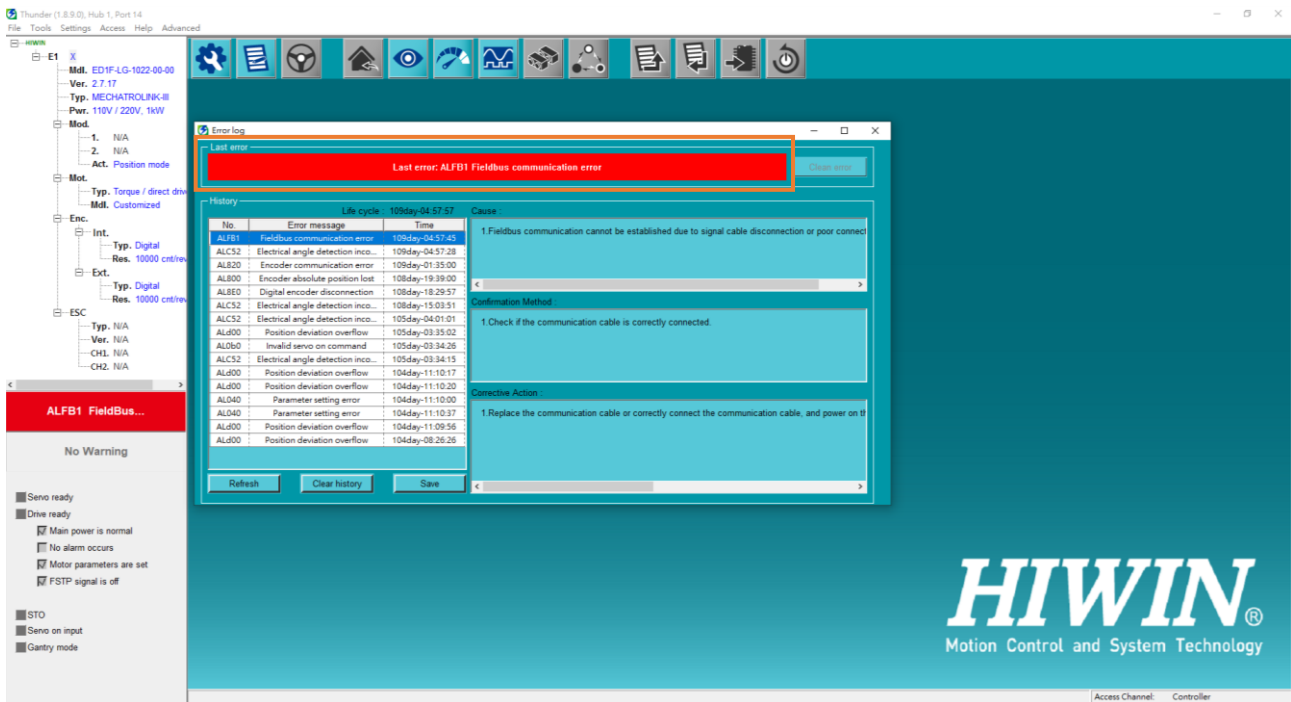 Thunder (1.8.9.0), Hub 1, Port 14
File Tools Settings Access Help Advanced
HIWIN
E1 X
Mdl. ED1F-LG-1022-00-00
Ver. 2.7.17
Typ. MECHATROLINK-III
Pwr. 110V / 220V, 1kW
Mod.
1. N/A
2. N/A
Act. Position mode
Mot.
Typ. Torque / direct driv
Mdl. Customized
Enc.
Int.
Typ. Digital
Res. 10000 cnt/rev
Ext.
Typ. Digital
Res. 10000 cnt/rev
ESC
Typ. N/A
Ver. N/A
CH1. N/A
CH2. N/A
ALFB1 FieldBus...
No Warning
Servo ready
Drive ready
Main power is normal
No alarm occurs
Motor parameters are set
FSTP signal is off
STO
Servo on input
Gantry mode
Error log
Last error
Last error: ALFB1 Fieldbus communication error
Clean error
History
Life cycle : 109day-04:57:57
No. Error message Time
ALFB1 Fieldbus communication error 109day-04:57:45
ALC52 Electrical angle detection inco... 109day-04:57:28
AL820 Encoder communication error 109day-01:35:00
AL800 Encoder absolute position lost 108day-19:39:00
AL8E0 Digital encoder disconnection 108day-18:29:57
ALC52 Electrical angle detection inco... 108day-15:03:51
ALC52 Electrical angle detection inco... 105day-04:01:01
ALd00 Position deviation overflow 105day-03:35:02
AL0b0 Invalid servo on command 105day-03:34:26
ALC52 Electrical angle detection inco... 105day-03:34:15
ALd00 Position deviation overflow 104day-11:10:17
ALd00 Position deviation overflow 104day-11:10:20
AL040 Parameter setting error 104day-11:10:00
AL040 Parameter setting error 104day-11:10:37
ALd00 Position deviation overflow 104day-11:09:56
ALd00 Position deviation overflow 104day-08:26:26
Refresh Clear history Save
Cause :
1.Fieldbus communication cannot be established due to signal cable disconnection or poor connect
Confirmation Method :
1.Check if the communication cable is correctly connected.
Corrective Action :
1.Replace the communication cable or correctly connect the communication cable, and power on th
HIWIN®
Motion Control and System Technology
Access Channel: Controller